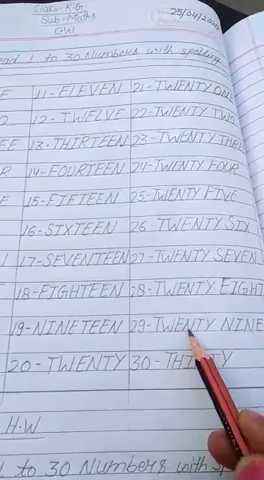 Class-K.G
Sub-Maths
C.W
25/04/20
1 to 30 Numbers with spelling
11-ELEVEN 21-TWENTY ONE
12-TWELVE 22-TWENTY TWO
13-THIRTEEN 23-TWENTY THREE
14-FOURTEEN 24-TWENTY FOUR
15-FIFTEEN 25-TWENTY FIVE
16-SIXTEEN 26-TWENTY SIX
17-SEVENTEEN 27-TWENTY SEVEN
18-EIGHTEEN 28-TWENTY EIGHT
19-NINETEEN 29-TWENTY NINE
20-TWENTY 30-THIRTY
H.W
to 30 Numbers with